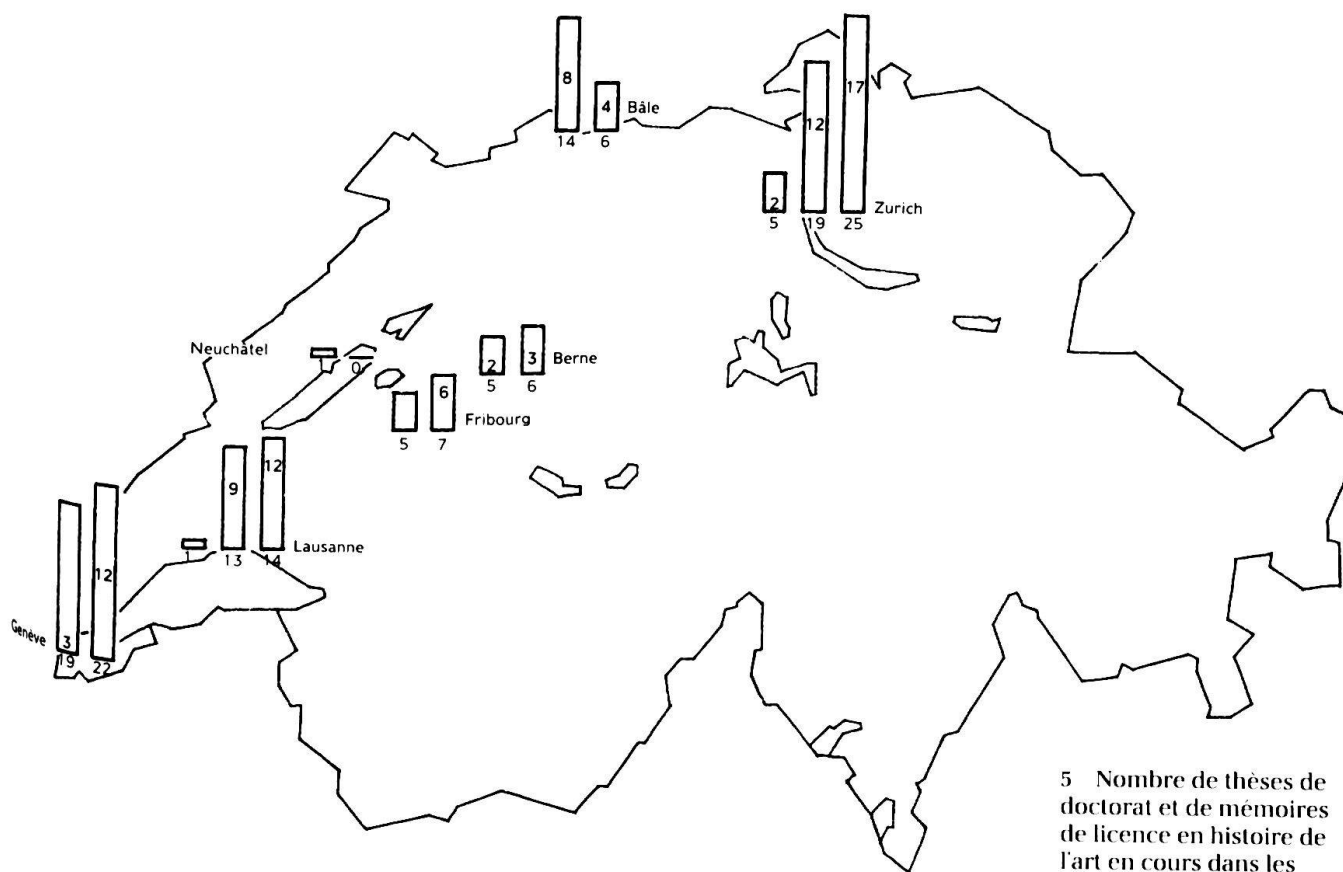 8
4
Bâle
14
6
17
12
2
5
19
25
Zurich
Neuchâtel
1
0
2
3
Berne
5
6
6
Fribourg
5
7
12
9
Lausanne
1
13
14
12
Genève
3
19
22
5 Nombre de thèses de
doctorat et de mémoires
de licence en histoire de
l'art en cours dans les